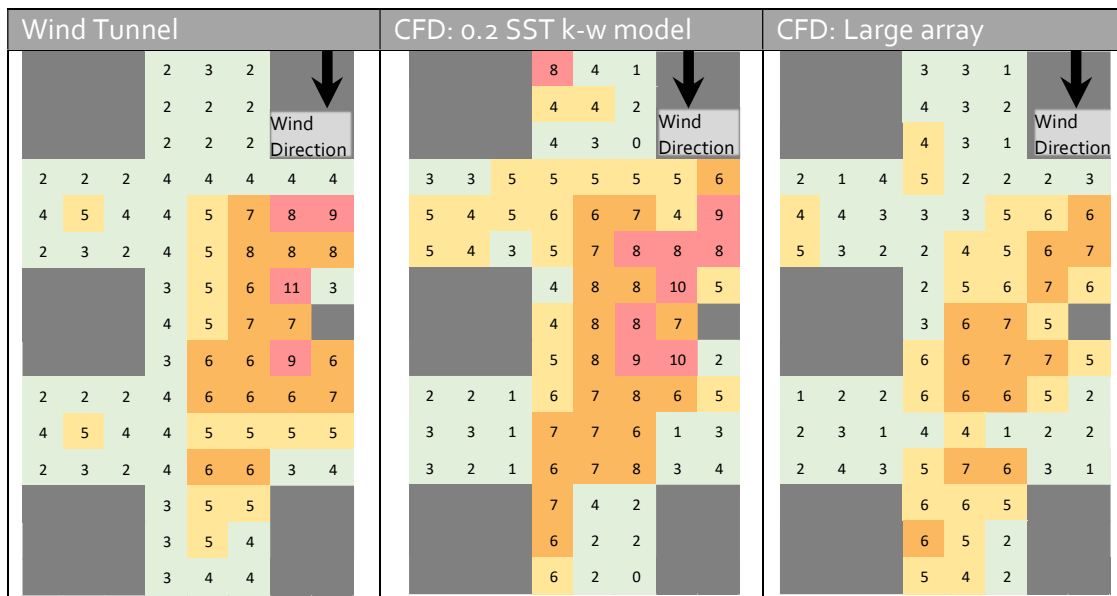 Wind Tunnel
2 3 2
2 2 2
Wind
2 2 2
Direction
2 2 2 4 4 4 4 4
4 5 4 4 5 7 8 9
2 3 2 4 5 8 8 8
3 5 6 11 3
4 5 7 7
3 6 6 9 6
2 2 2 4 6 6 6 7
4 5 4 4 5 5 5 5
2 3 2 4 6 6 3 4
3 5 5
3 5 4
3 4 4
CFD: 0.2 SST k-w model
8 4 1
4 4 2
Wind
4 3 0
Direction
3 3 5 5 5 5 5 6
5 4 5 6 6 7 4 9
5 4 3 5 7 8 8 8
4 8 8 10 5
4 8 8 7
5 8 9 10 2
2 2 1 6 7 8 6 5
3 3 1 7 7 6 1 3
3 2 1 6 7 8 3 4
7 4 2
6 2 2
6 2 0
CFD: Large array
3 3 1
4 3 2
Wind
4 3 1
Direction
2 1 4 5 2 2 2 3
4 4 3 3 3 5 6 6
5 3 2 2 4 5 6 7
2 5 6 7 6
3 6 7 5
6 6 7 7 5
1 2 2 6 6 6 5 2
2 3 1 4 4 1 2 2
2 4 3 5 7 6 3 1
6 6 5
6 5 2
5 4 2